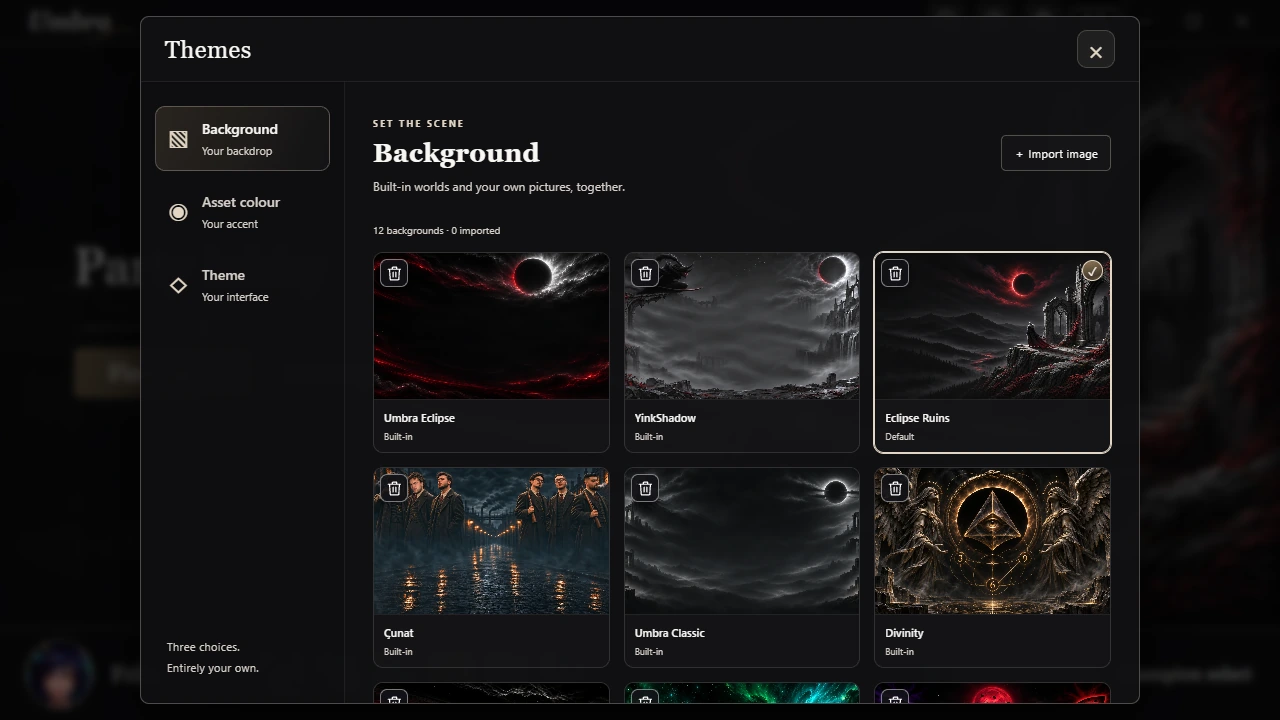 Themes
Background
Your backdrop
Asset colour
Your accent
Theme
Your interface
Three choices.
Entirely your own.
SET THE SCENE
Background
Built-in worlds and your own pictures, together.
+ Import image
12 backgrounds · 0 imported
Umbra Eclipse
Built-in
YinkShadow
Built-in
Eclipse Ruins
Default
Çunat
Built-in
Umbra Classic
Built-in
Divinity
Built-in